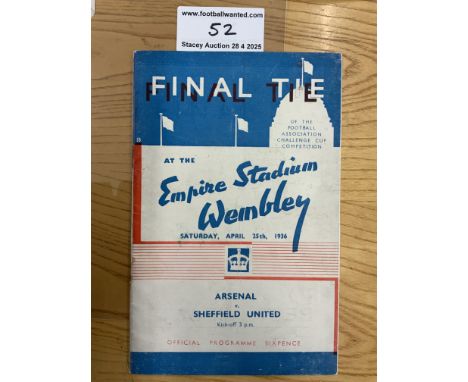 www.footballwanted.com
52
Stacey Auction 28 4 2025
FINAL TIE
OF THE
FOOTBALL
ASSOCIATION
CHALLENGE CUP
COMPETITION
AT THE
Empire Stadium
Wembley
SATURDAY, APRIL 25th, 1936
ARSENAL
v.
SHEFFIELD UNITED
Kick-off 3 p.m.
OFFICIAL PROGRAMME SIXPENCE